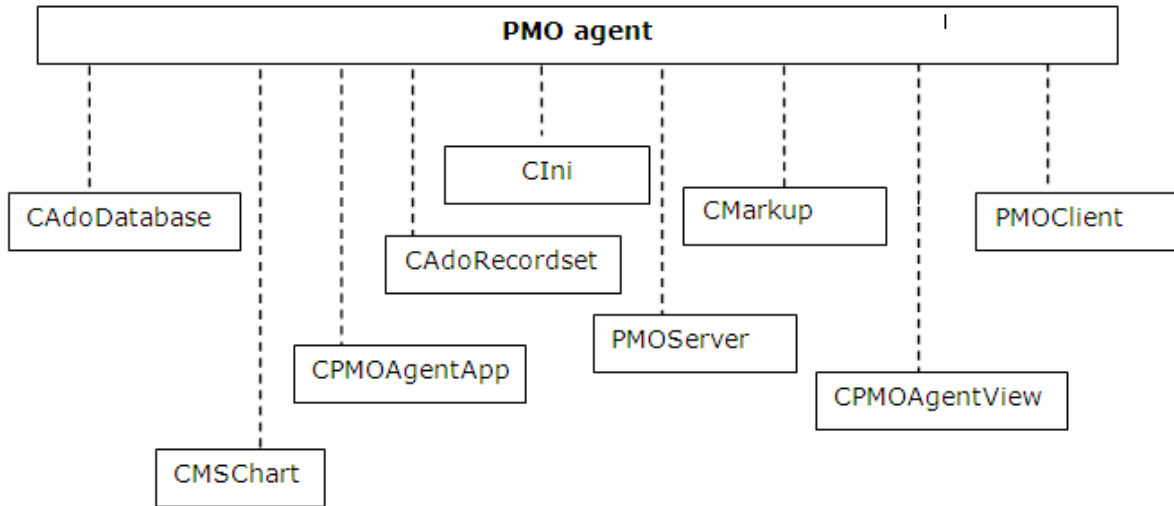 PMO agent
CIni
CAdoDatabase
CMarkup
PMOClient
CAdoRecordset
PMOServer
CPMOAgentApp
CPMOAgentView
CMSChart